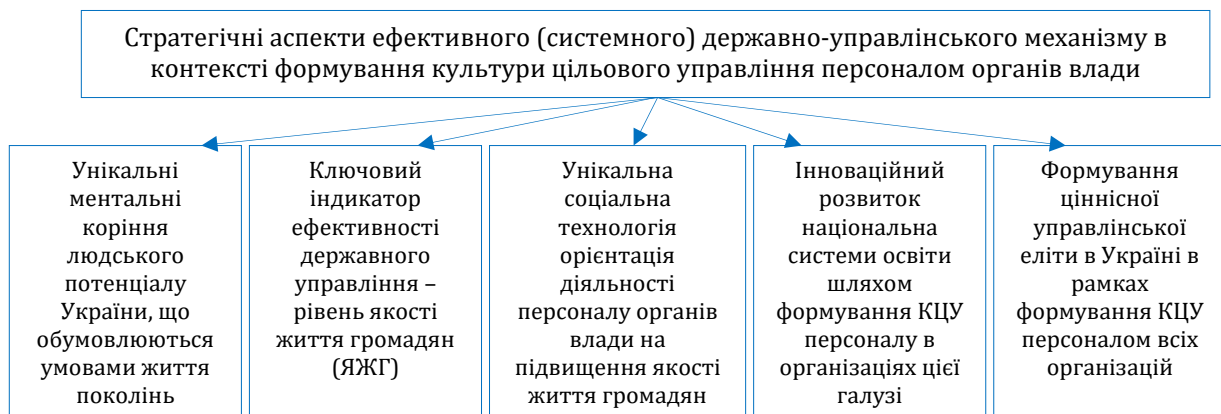 Стратегічні аспекти ефективного (системного) державно-управлінського механізму в
контексті формування культури цільового управління персоналом органів влади
Унікальні
ментальні
коріння
людського
потенціалу
України, що
обумовлюються
умовами життя
поколінь
Ключовий
індикатор
ефективності
державного
управління –
рівень якості
життя громадян
(ЯЖГ)
Унікальна
соціальна
технологія
орієнтація
діяльності
персоналу органів
влади на
підвищення якості
життя громадян
Інноваційний
розвиток
національна
системи освіти
шляхом
формування КЦУ
персоналу в
організаціях цієї
галузі
Формування
ціннісної
управлінської
еліти в Україні в
рамках
формування КЦУ
персоналом всіх
організацій